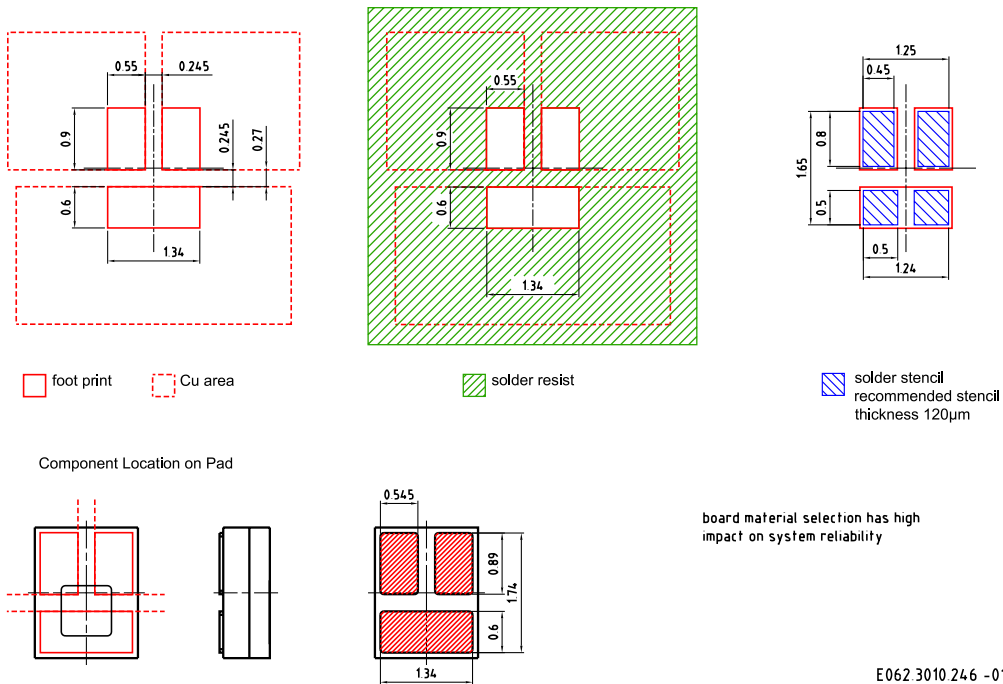 0.55 0.245
0.9
0.245
0.27
0.6
1.34
0.55
0.9
0.6
1.34
1.25
0.45
0.8
1.65
0.5
0.5
1.24
foot print Cu area
solder resist
solder stencil
recommended stencil
thickness 120µm
Component Location on Pad
0.545
0.89
1.74
0.6
1.34
board material selection has high
impact on system reliability
E062.3010.246 -01